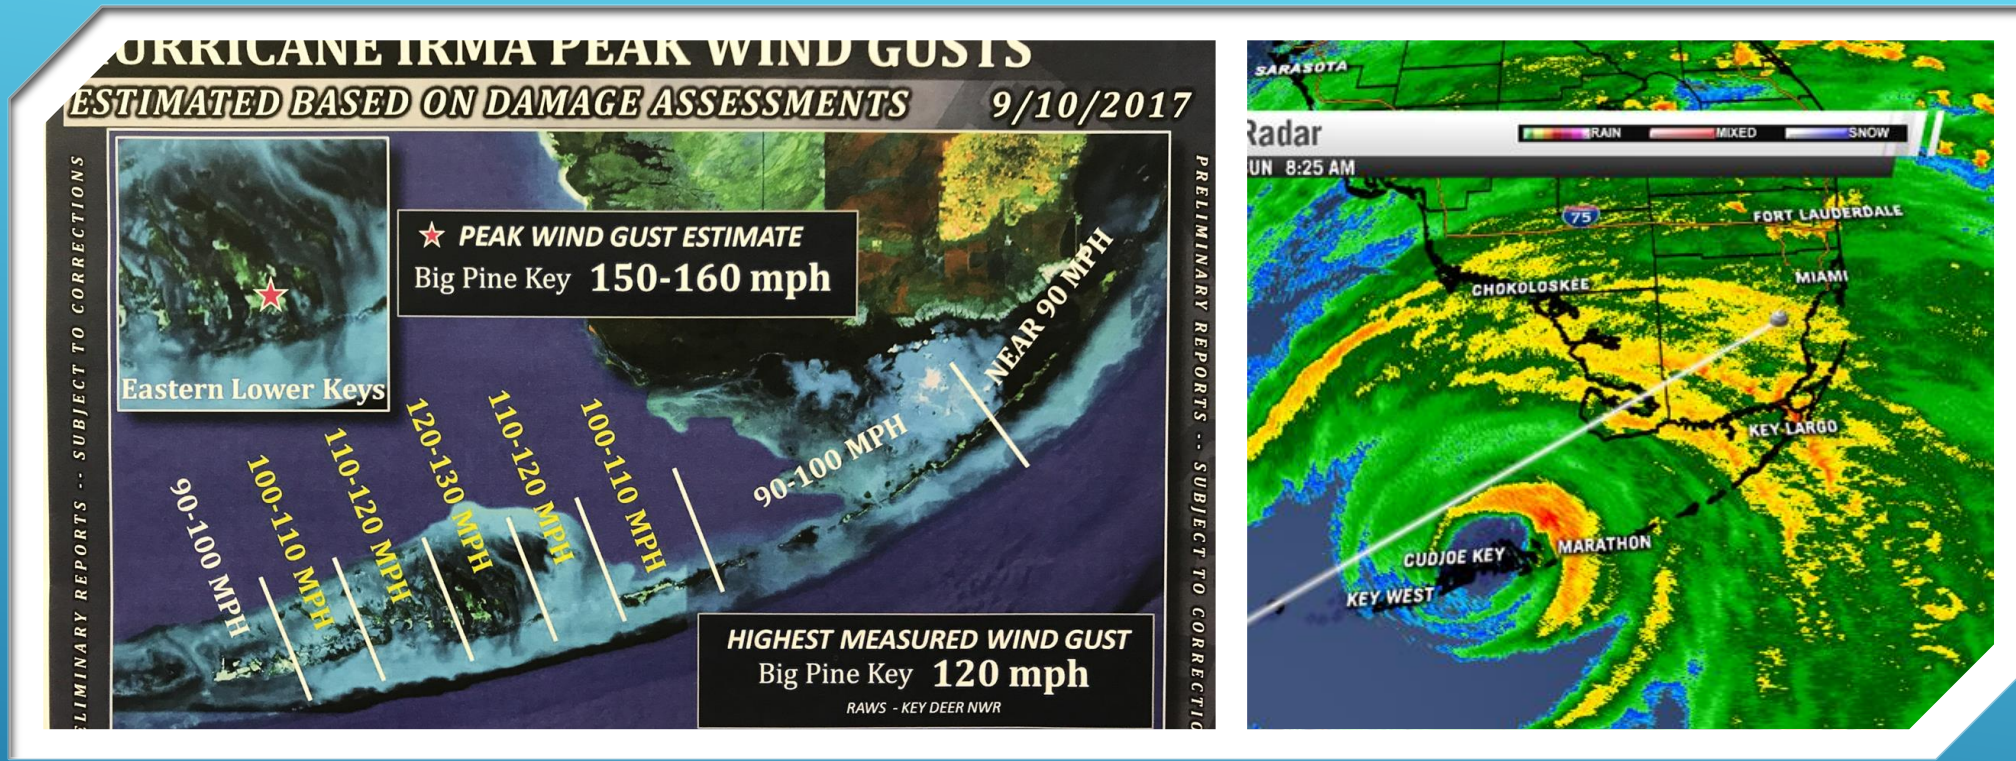 HURRICANE IRMA PEAK WIND GUSTS
ESTIMATED BASED ON DAMAGE ASSESSMENTS 9/10/2017
PRELIMINARY REPORTS -- SUBJECT TO CORRECTIONS
Eastern Lower Keys
PEAK WIND GUST ESTIMATE
Big Pine Key 150-160 mph
90-100 MPH
100-110 MPH
110-120 MPH
120-130 MPH
110-120 MPH
100-110 MPH
90-100 MPH
NEAR 90 MPH
HIGHEST MEASURED WIND GUST
Big Pine Key 120 mph
RAWS - KEY DEER NWR
PRELIMINARY REPORTS -- SUBJECT TO CORRECTIO
SARASOTA
Radar
RAIN MIXED SNOW
SUN 8:25 AM
75
FORT LAUDERDALE
MIAMI
CHOKOLOSKEE
KEY LARGO
MARATHON
CUDJOE KEY
KEY WEST